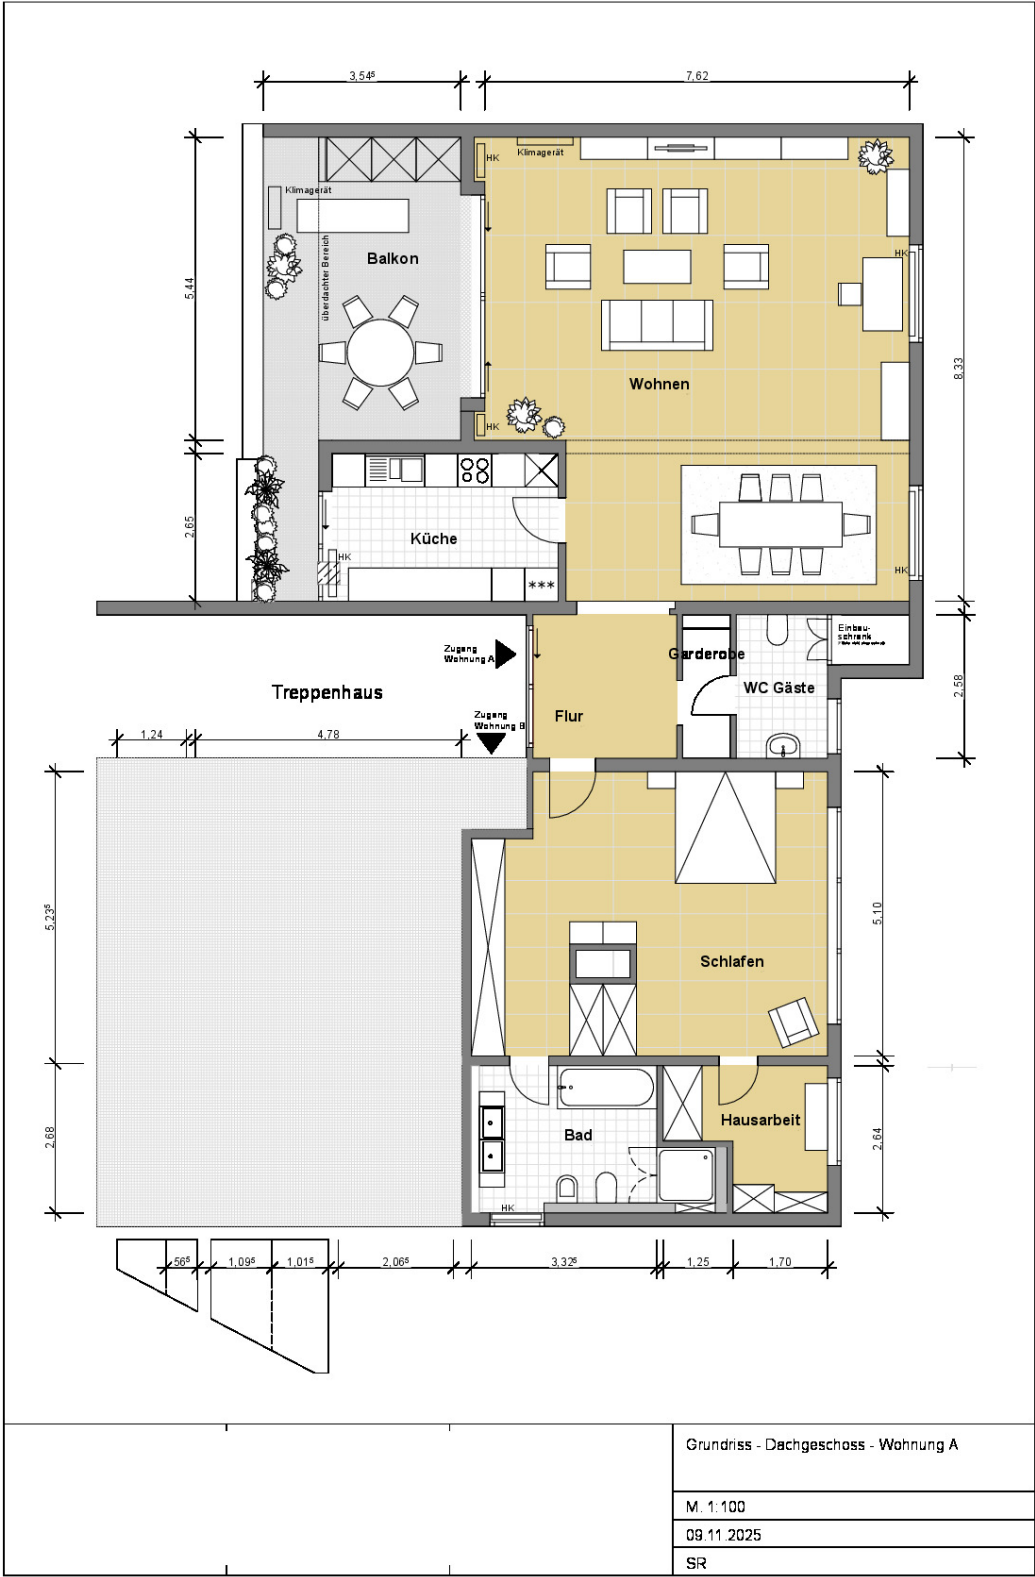 3,54⁵
7,62
HK
Klimagerät
Klimagerät
Balkon
überdachter Bereich
HK
5,44
8,33
Wohnen
HK
Küche
2,65
HK
HK
***
Zugang
Wohnung A
Garderobe
Einbau-
schrank
Treppenhaus
WC Gäste
2,58
Zugang
Wohnung B
Flur
1,24
4,78
5,23⁵
5,10
Schlafen
Hausarbeit
Bad
2,68
2,64
HK
56⁵
1,09⁵
1,01⁵
2,06⁵
3,32⁵
1,25
1,70
Grundriss - Dachgeschoss - Wohnung A
M. 1:100
09.11.2025
SR